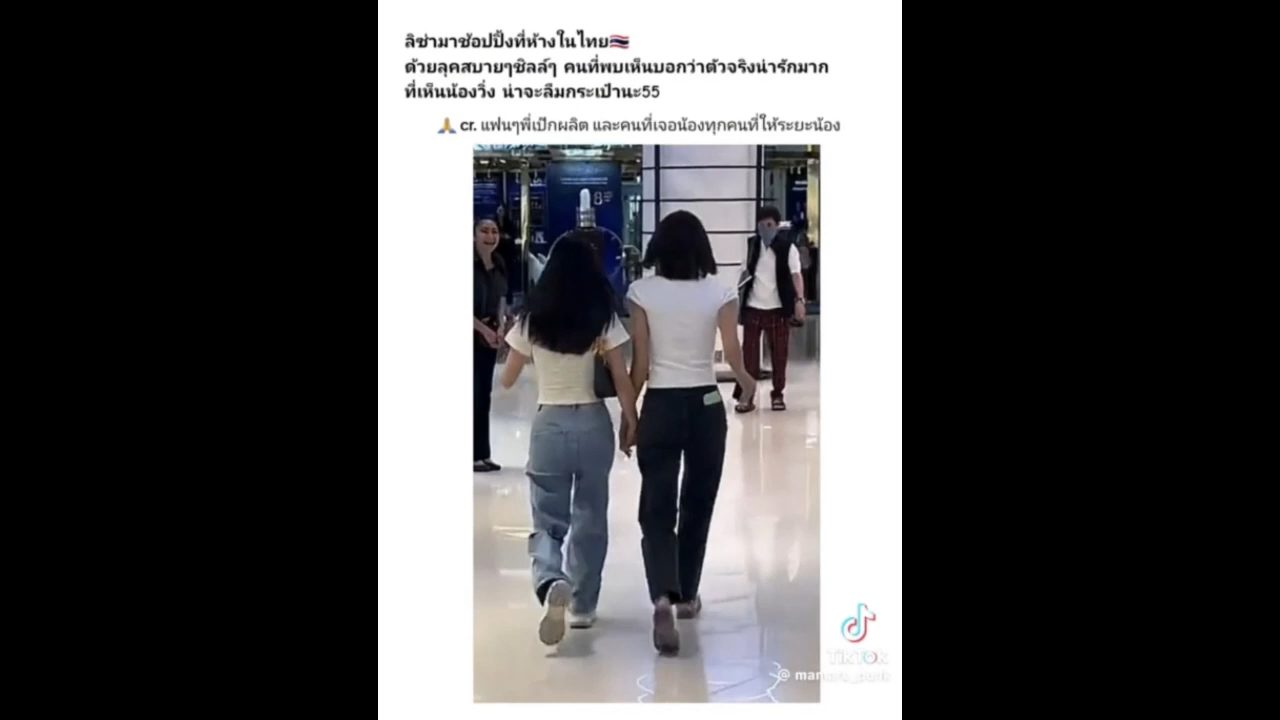 ลิซ่ามาช้อปปิ้งที่ห้างในไทย🇹🇭
ด้วยลุคสบายๆชิลล์ๆ คนที่พบเห็นบอกว่าตัวจริงน่ารักมาก
ที่เห็นน้องวิ่ง น่าจะลืมกระเป๋านะ55
🙏 cr. แฟนๆพี่เป๊กผลิต และคนที่เจอน้องทุกคนที่ให้ระยะน้อง
8
TikTok